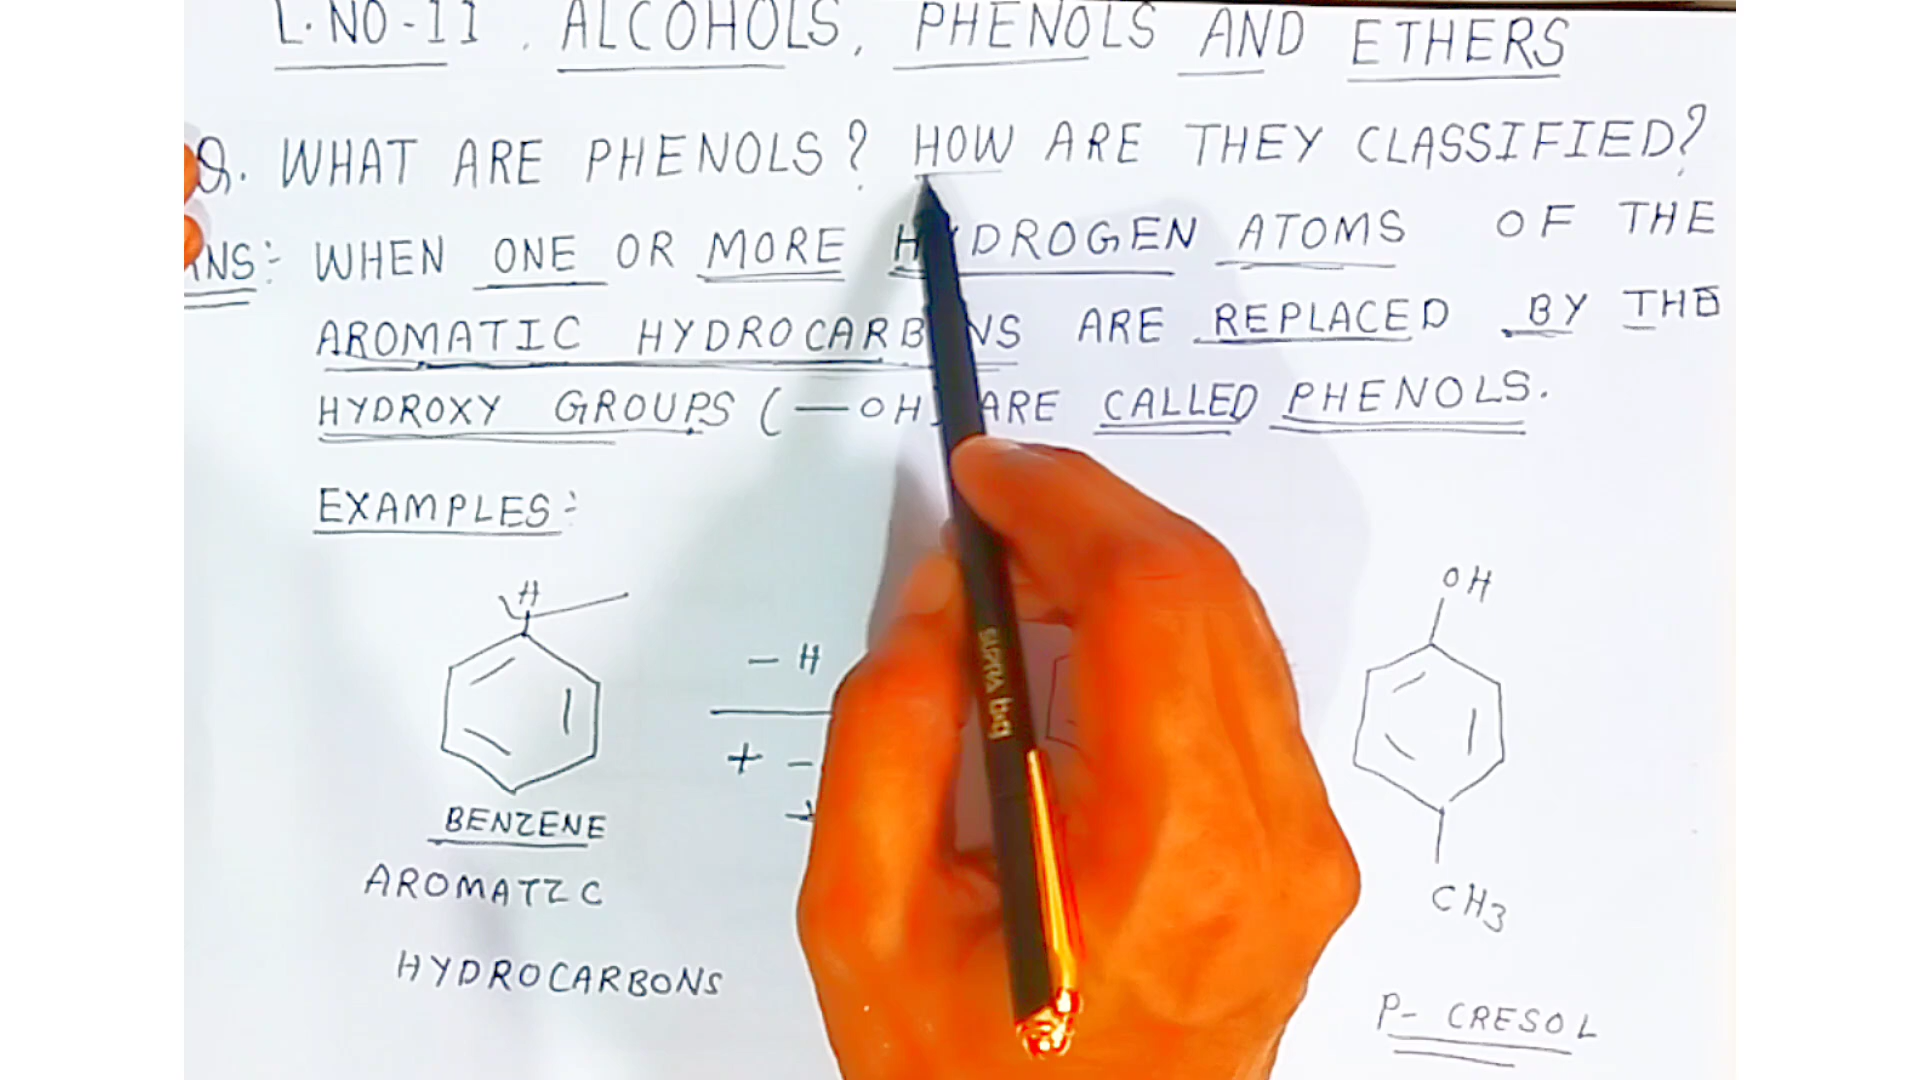 L.NO-11. ALCOHOLS, PHENOLS AND ETHERS
Q. WHAT ARE PHENOLS? HOW ARE THEY CLASSIFIED?
ANS:- WHEN ONE OR MORE HYDROGEN ATOMS OF THE
AROMATIC HYDROCARBONS ARE REPLACED BY THE
HYDROXY GROUPS (—OH) ARE CALLED PHENOLS.
EXAMPLES:-
H
- H
+ -
BENZENE
AROMATIC
HYDROCARBONS
OH
CH3
P- CRESOL
SUPRA